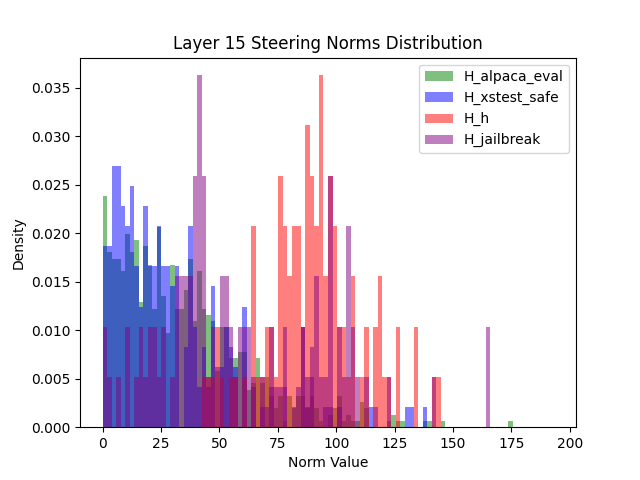 Layer 15 Steering Norms Distribution
H_alpaca_eval
H_xstest_safe
H_h
H_jailbreak
0.035
0.030
0.025
0.020
0.015
0.010
0.005
0.000
Density
0 25 50 75 100 125 150 175 200
Norm Value